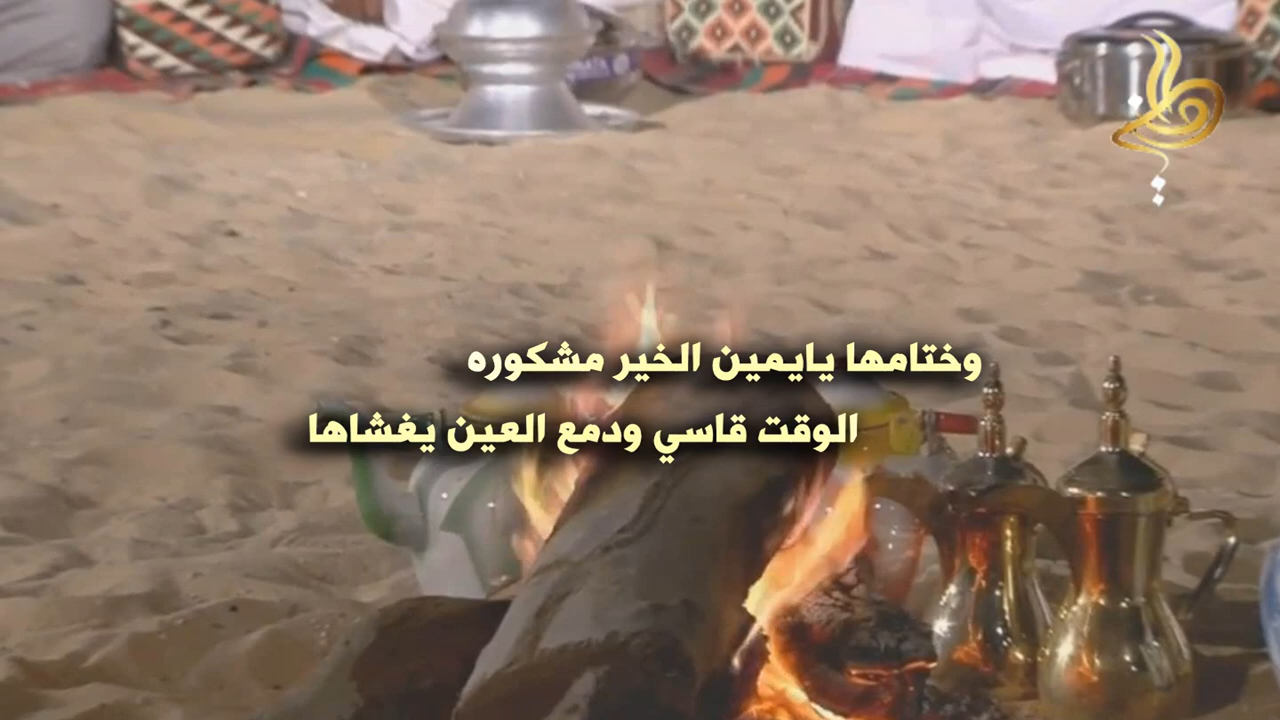 وختامها يايمين الخير مشكوره
الوقت قاسي ودمع العين يغشاها